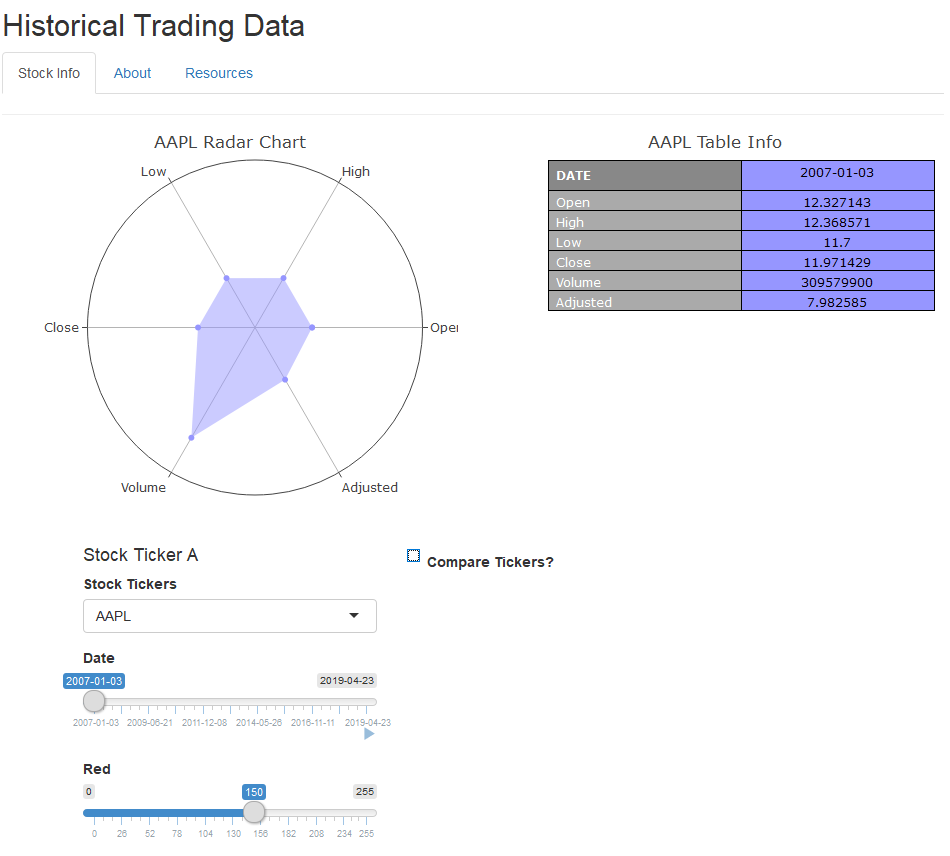 Historical Trading Data
Stock Info About Resources
AAPL Radar Chart
Low High
Close Oper
Volume Adjusted
AAPL Table Info
DATE 2007-01-03
Open 12.327143
High 12.368571
Low 11.7
Close 11.971429
Volume 309579900
Adjusted 7.982585
Stock Ticker A
Compare Tickers?
Stock Tickers
AAPL
Date
2007-01-03 2019-04-23
2007-01-03 2009-06-21 2011-12-08 2014-05-26 2016-11-11 2019-04-23
Red
0 150 255
0 26 52 78 104 130 156 182 208 234 255